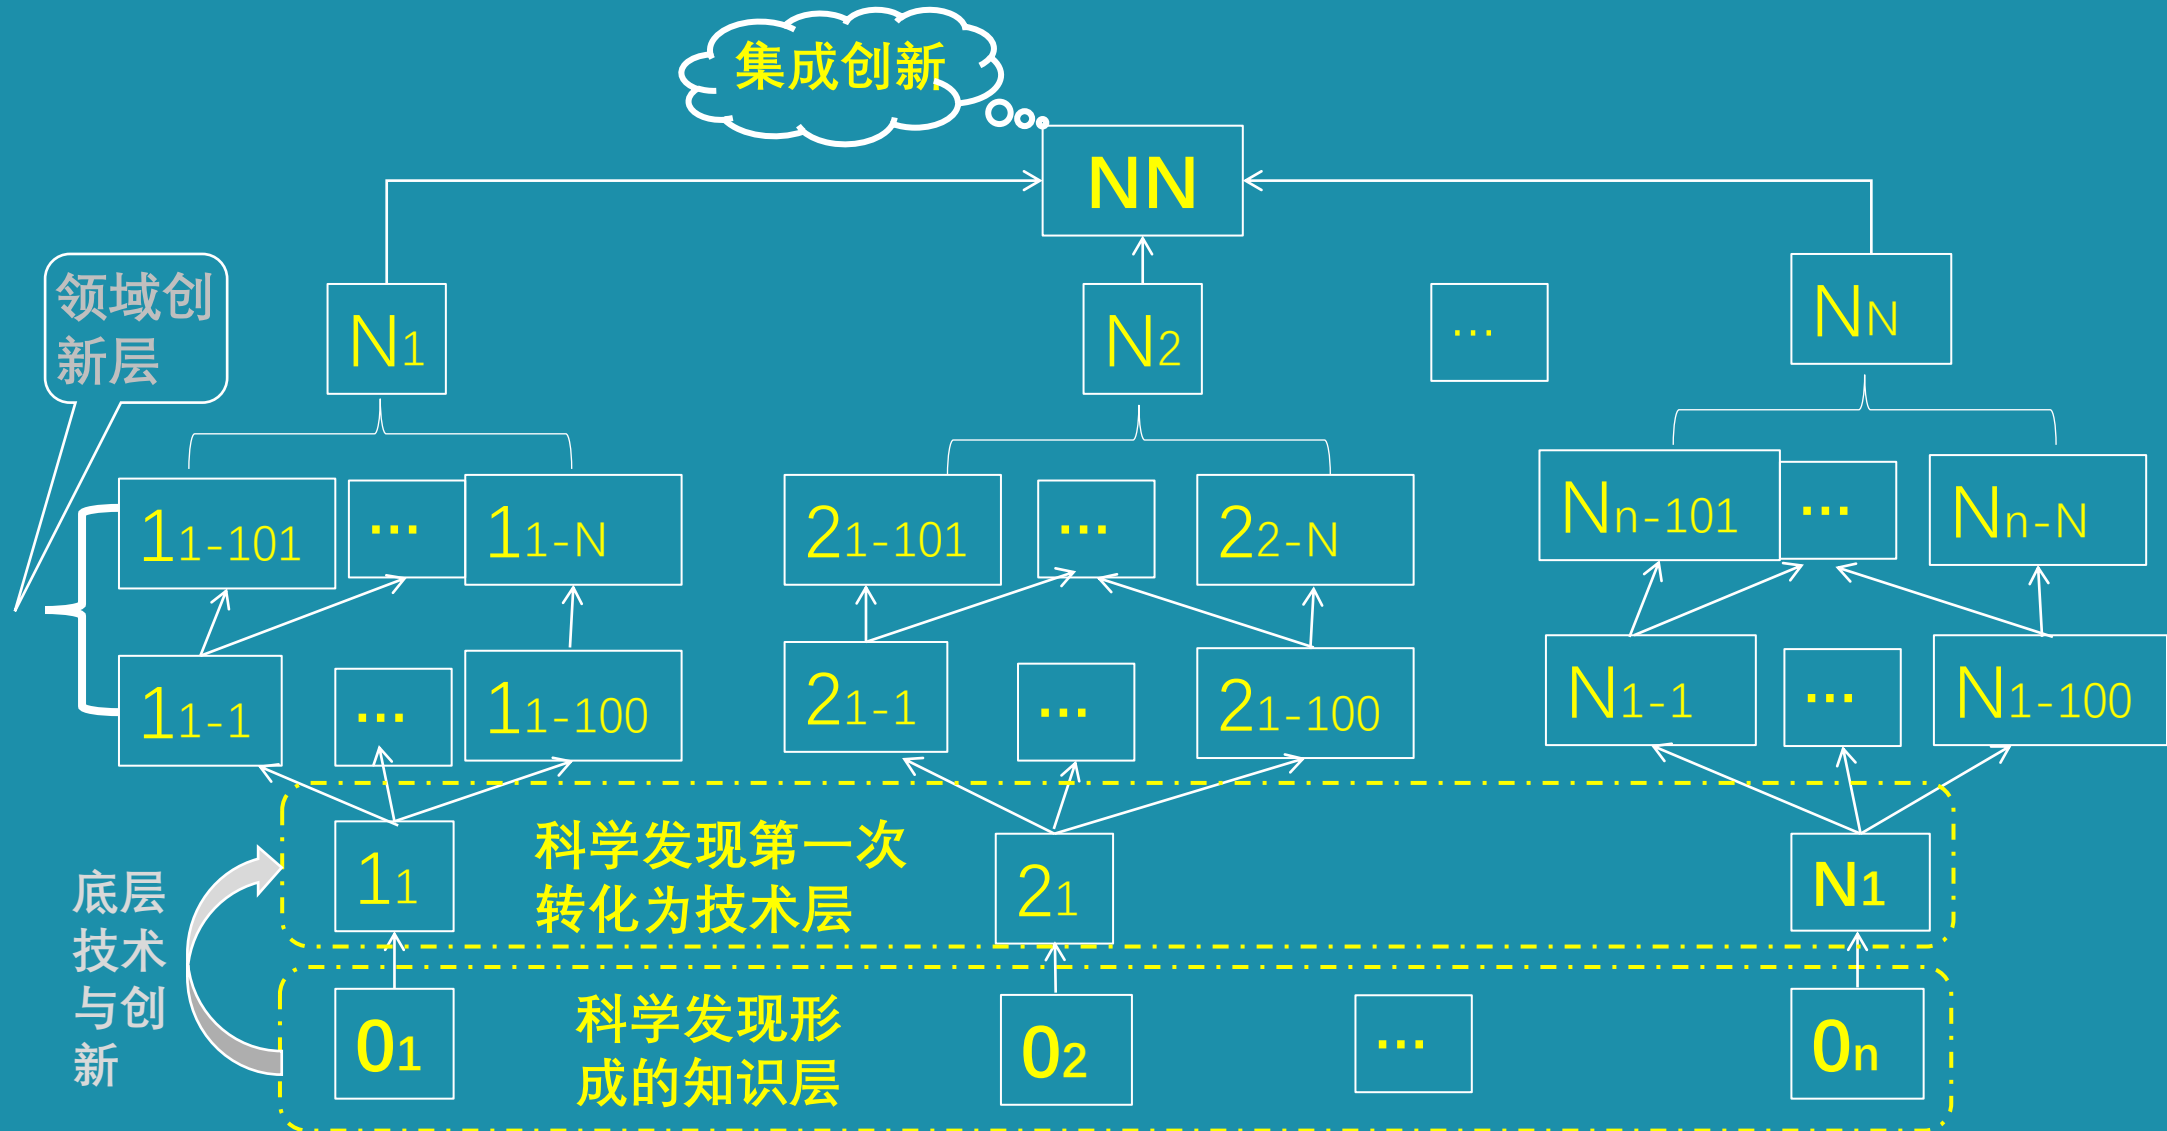 集成创新
NN
领域创
新层
N1
N2
…
NN
11-101
…
11-N
21-101
…
22-N
Nn-101
…
Nn-N
11-1
…
11-100
21-1
…
21-100
N1-1
…
N1-100
11
科学发现第一次
转化为技术层
21
N1
底层
技术
与创
新
01
科学发现形
成的知识层
02
…
0n